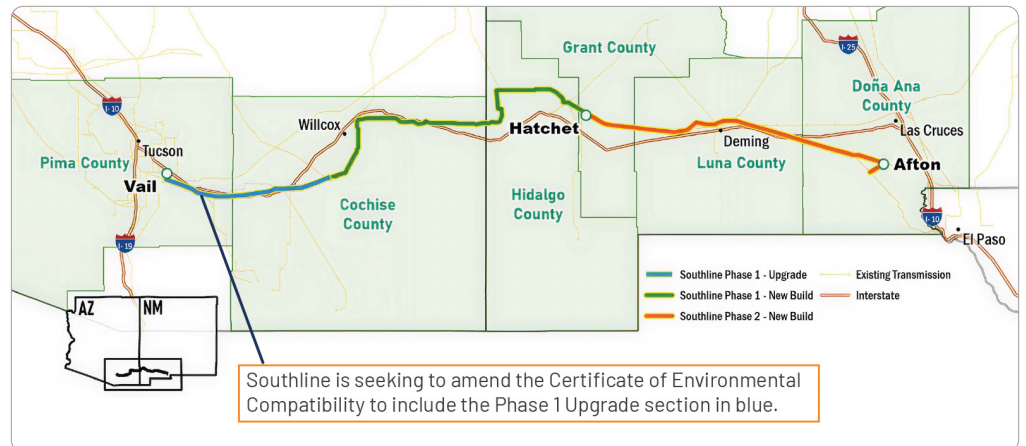 Grant County
I-25
Doña Ana
County
I-10
Willcox
Hatchet
Las Cruces
Tucson
Deming
Pima County
Vail
Luna County
Afton
Cochise
County
Hidalgo
County
I-10
I-19
El Paso
Southline Phase 1 - Upgrade
Existing Transmission
Southline Phase 1 - New Build
Interstate
Southline Phase 2 - New Build
AZ
NM
Southline is seeking to amend the Certificate of Environmental
Compatibility to include the Phase 1 Upgrade section in blue.